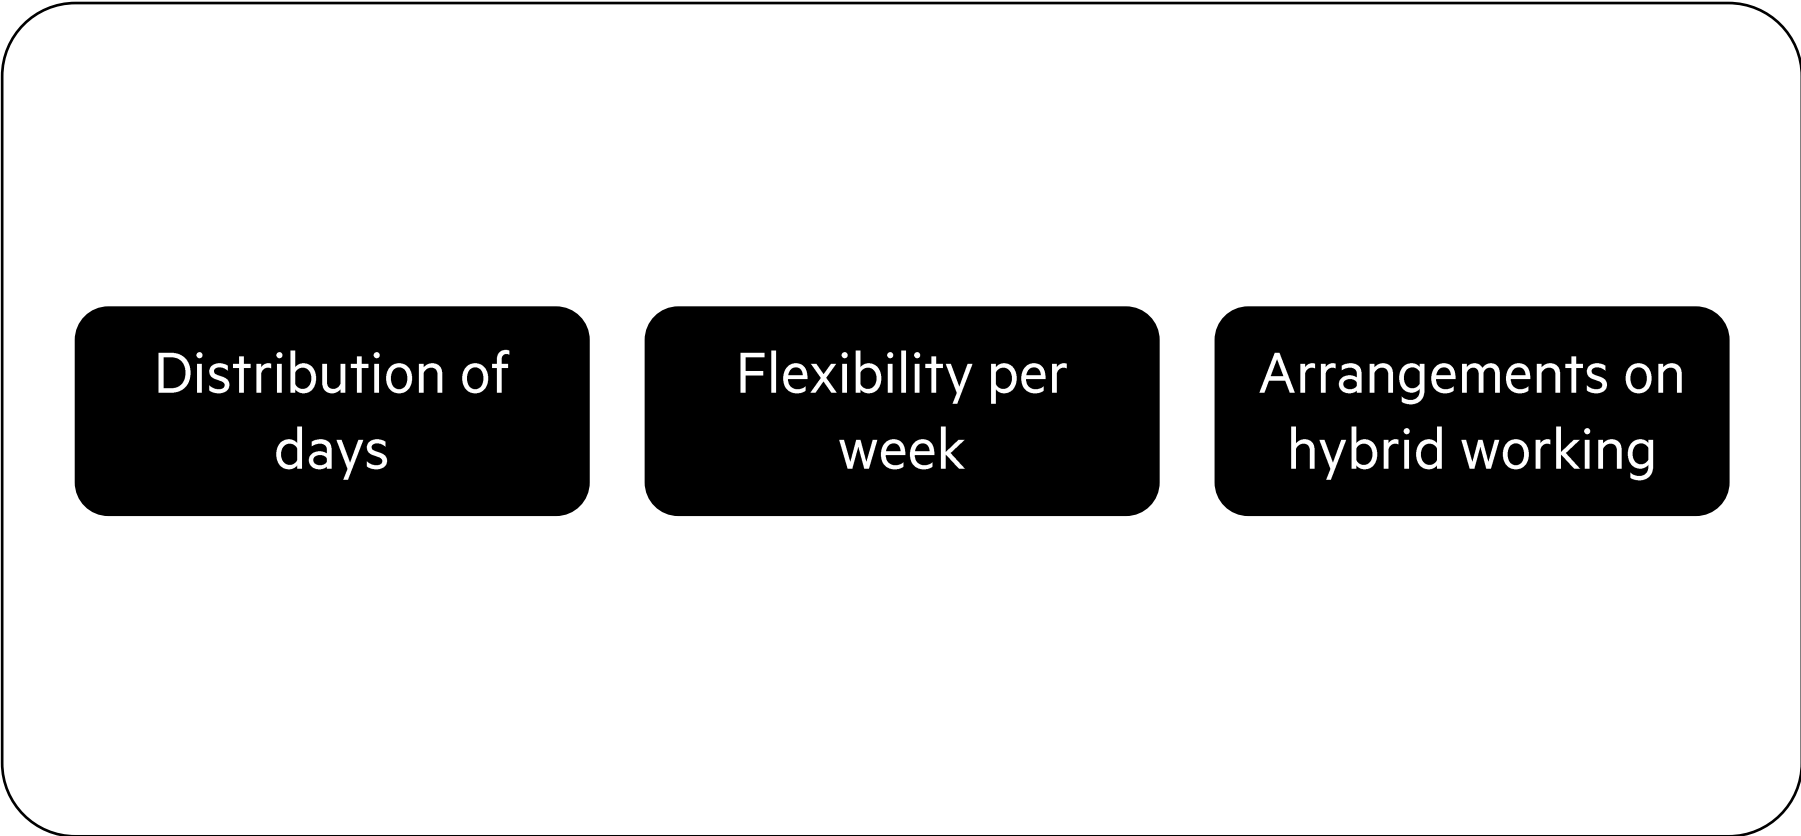 Distribution of
days
Flexibility per
week
Arrangements on
hybrid working